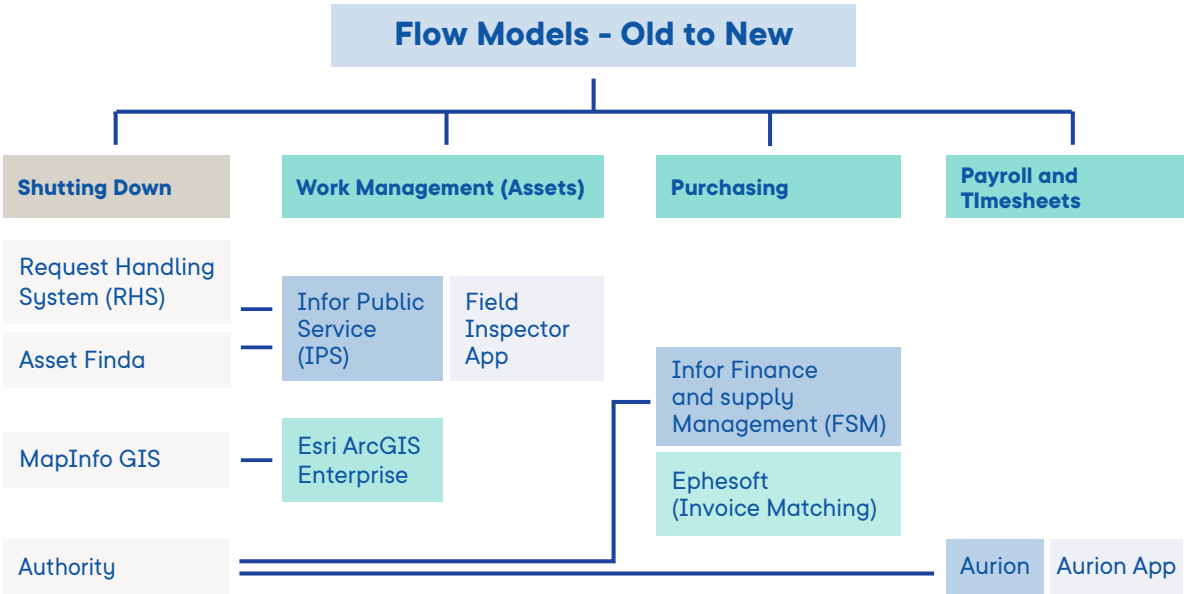 Flow Models - Old to New
Shutting Down
Work Management (Assets)
Purchasing
Payroll and
TImesheets
Request Handling
System (RHS)
Asset Finda
MapInfo GIS
Authority
Infor Public
Service
(IPS)
Field
Inspector
App
Esri ArcGIS
Enterprise
Infor Finance
and supply
Management (FSM)
Ephesoft
(Invoice Matching)
Aurion
Aurion App